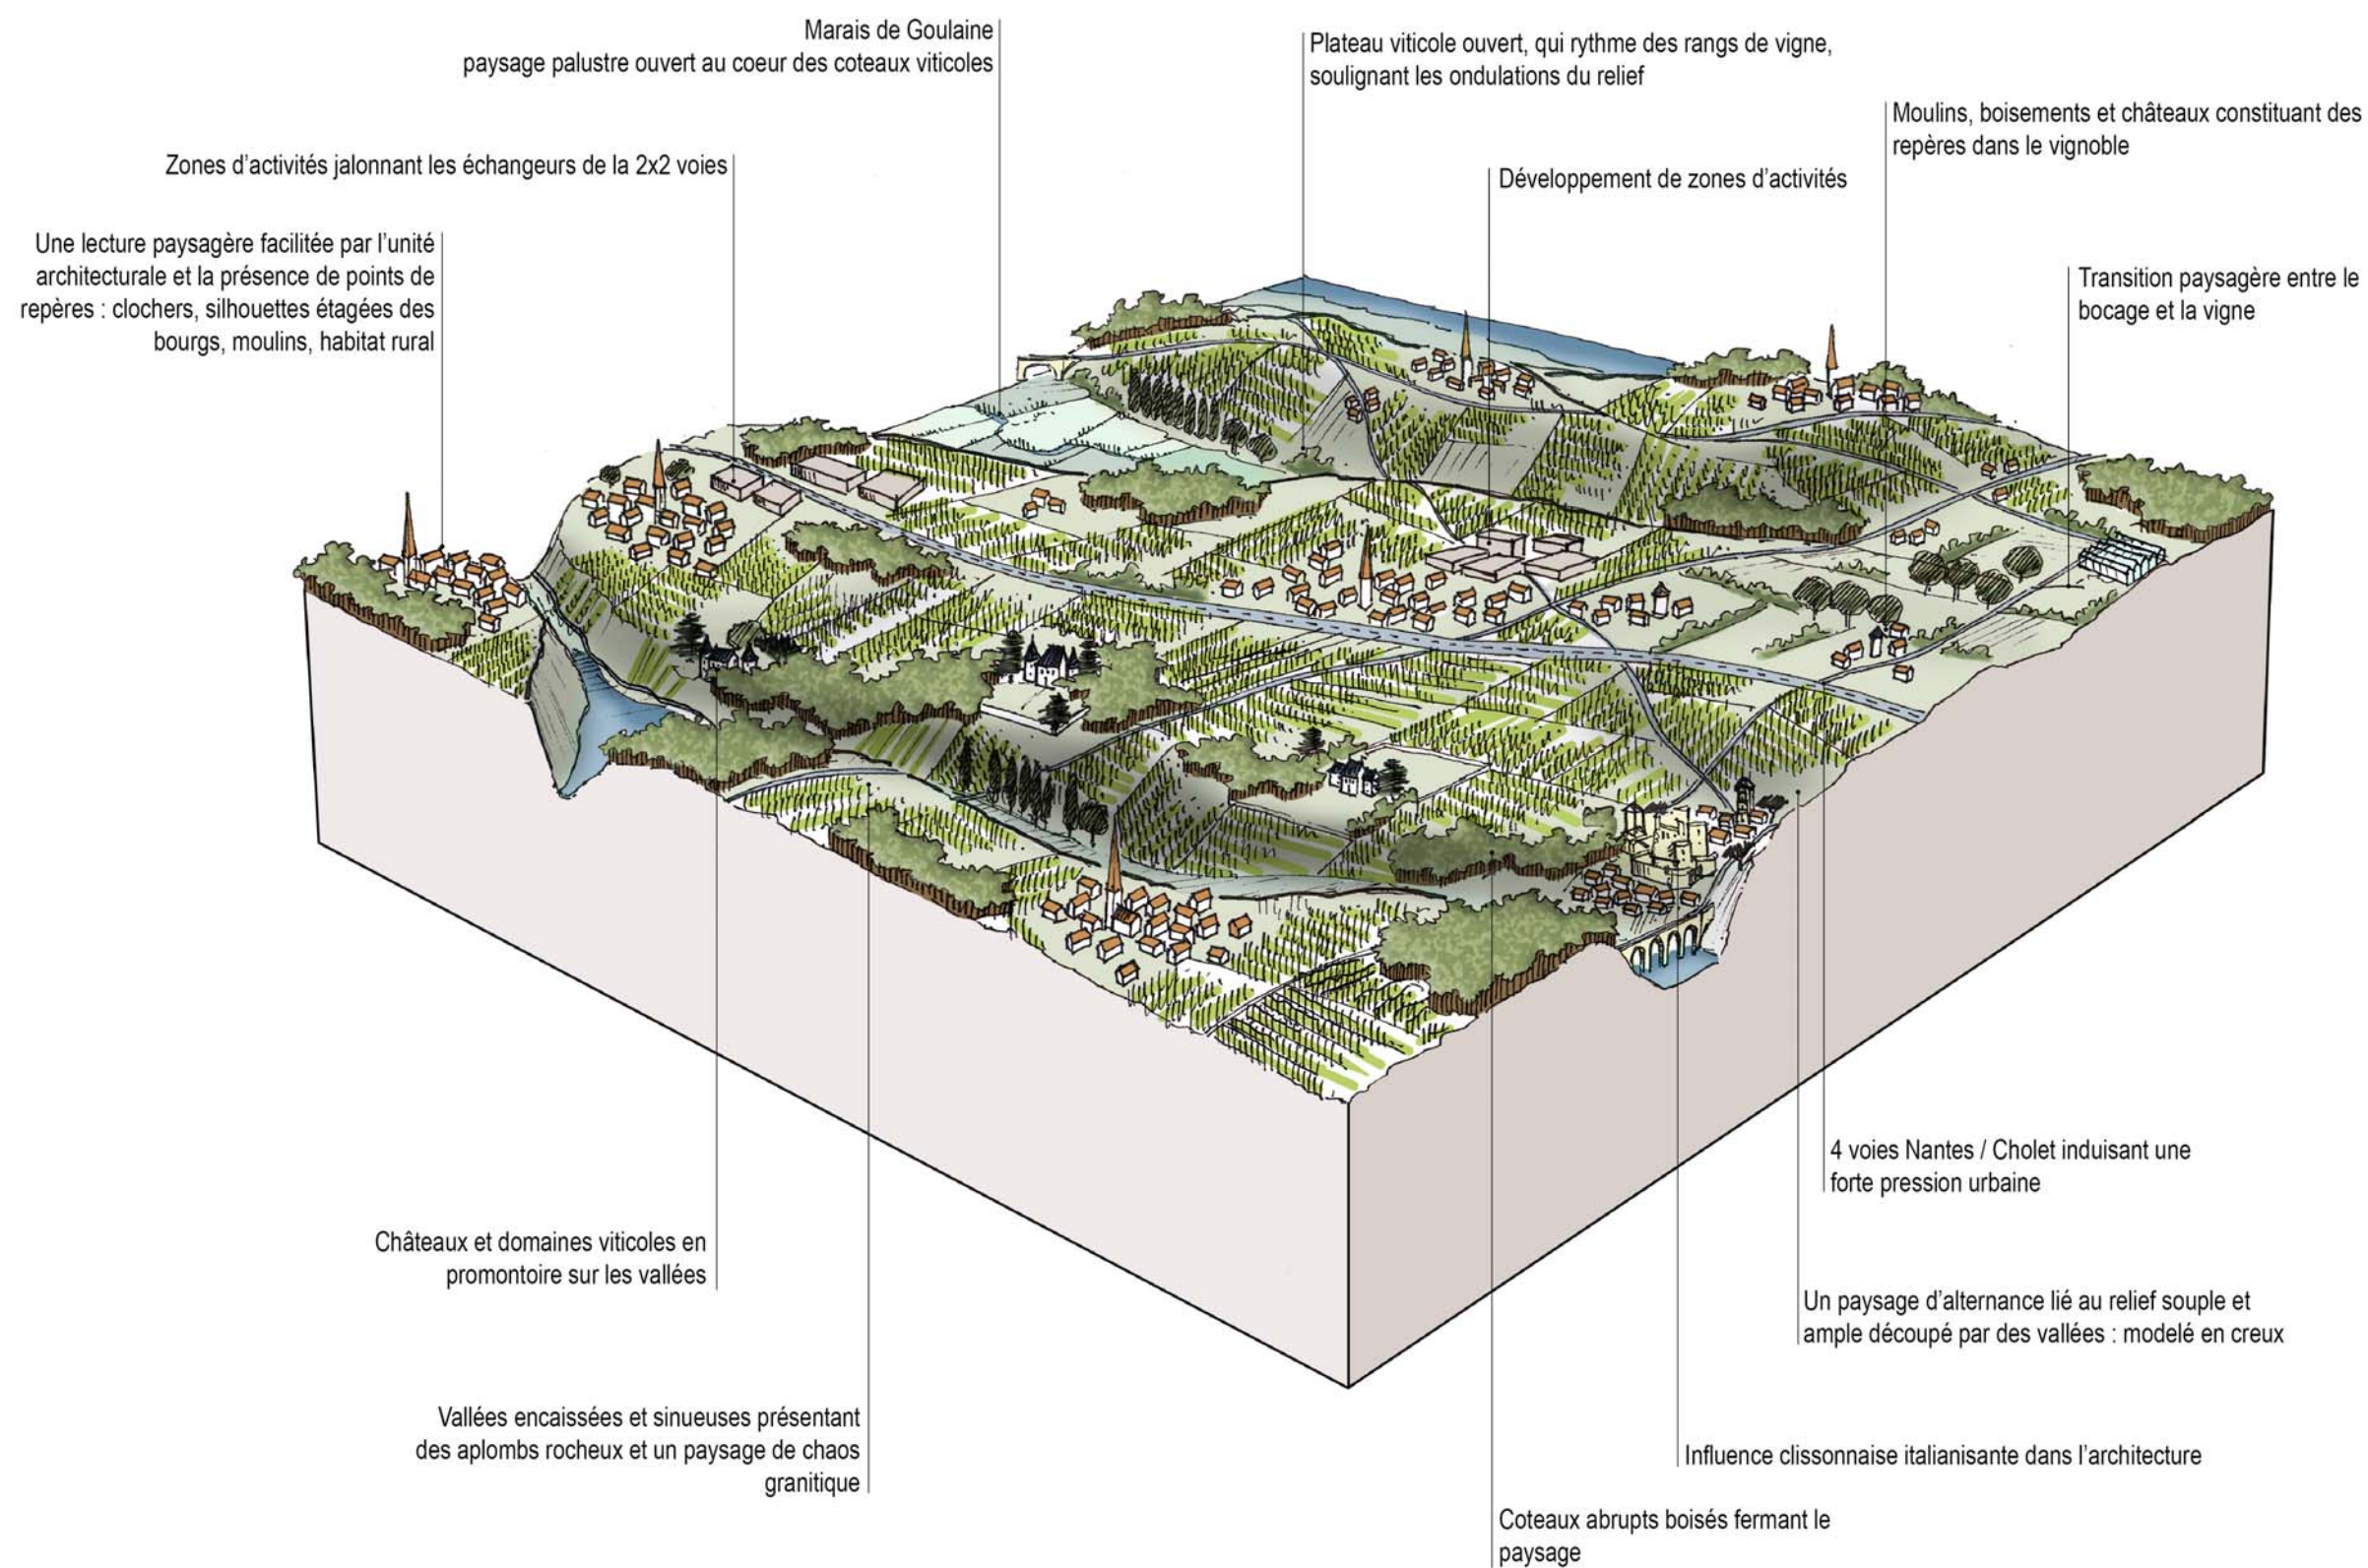 Marais de Goulaine
paysage palustre ouvert au coeur des coteaux viticoles
Plateau viticole ouvert, qui rythme des rangs de vigne,
soulignant les ondulations du relief
Moulins, boisements et châteaux constituant des
repères dans le vignoble
Zones d'activités jalonnant les échangeurs de la 2x2 voies
Développement de zones d'activités
Une lecture paysagère facilitée par l'unité
architecturale et la présence de points de
repères : clochers, silhouettes étagées des
bourgs, moulins, habitat rural
Transition paysagère entre le
bocage et la vigne
4 voies Nantes / Cholet induisant une
forte pression urbaine
Châteaux et domaines viticoles en
promontoire sur les vallées
Un paysage d'alternance lié au relief souple et
ample découpé par des vallées : modelé en creux
Vallées encaissées et sinueuses présentant
des aplombs rocheux et un paysage de chaos
granitique
Influence clissonnaise italianisante dans l'architecture
Coteaux abrupts boisés fermant le
paysage